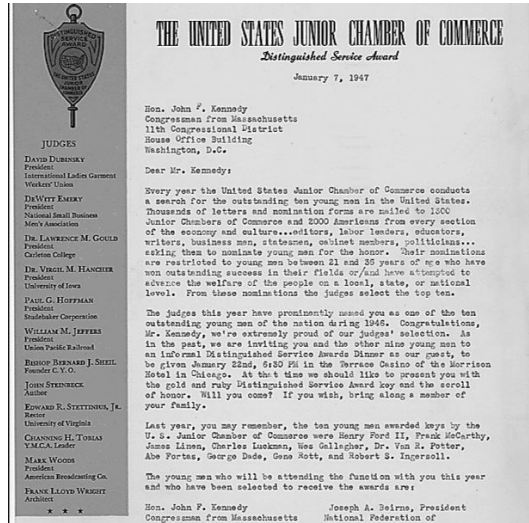 DISTINGUISHED
SERVICE
AWARD
THE UNITED STATES
JUNIOR
CHAMBER OF
COMMERCE
THE UNITED STATES JUNIOR CHAMBER OF COMMERCE
Distinguished Service Award
January 7, 1947
JUDGES
DAVID DUBINSKY
President
International Ladies Garment
Workers' Union
DEWITT EMERY
President
National Small Business
Men's Association
DR. LAWRENCE M. GOULD
President
Carleton College
DR. VIRGIL M. HANCHER
President
University of Iowa
PAUL G. HOFFMAN
President
Studebaker Corporation
WILLIAM M. JEFFERS
President
Union Pacific Railroad
BISHOP BERNARD J. SHEIL
Founder C. Y. O.
JOHN STEINBECK
Author
EDWARD R. STETTINIUS, JR.
Rector
University of Virginia
CHANNING H. TOBIAS
Y.M.C.A. Leader
MARK WOODS
President
American Broadcasting Co.
FRANK LLOYD WRIGHT
Architect
Hon. John F. Kennedy
Congressman from Massachusetts
11th Congressional District
House Office Building
Washington, D.C.
Dear Mr. Kennedy:
Every year the United States Junior Chamber of Commerce conducts
a search for the outstanding ten young men in the United States.
Thousands of letters and nomination forms are mailed to 1500
Junior Chambers of Commerce and 2000 Americans from every section
of the economy and culture...editors, labor leaders, educators,
writers, business men, statesmen, cabinet members, politicians...
asking them to nominate young men for the honor. Their nominations
are restricted to young men between 21 and 36 years of age who have
won outstanding success in their fields or/and have attempted to
advance the welfare of the people on a local, state, or national
level. From these nominations the judges select the top ten.
The judges this year have prominently named you as one of the ten
outstanding young men of the nation during 1946. Congratulations,
Mr. Kennedy, we're extremely proud of our judges' selection. As
in the past, we are inviting you and the other nine young men to
an informal Distinguished Service Awards Dinner as our guest, to
be given January 22nd, 6:30 PM in the Terrace Casino of the Morrison
Hotel in Chicago. At that time we should like to present you with
the gold and ruby Distinguished Service Award key and the scroll
of honor. Will you come? If you wish, bring along a member of
your family.
Last year, you may remember, the ten young men awarded keys by the
U. S. Junior Chamber of Commerce were Henry Ford II, Frank McCarthy,
James Linen, Charles Luckman, Wes Gallagher, Dr. Van R. Potter,
Abe Fortas, George Dade, Gene Rott, and Robert S. Ingersoll.
The young men who will be attending the function with you this year
and who have been selected to receive the awards are:
Hon. John F. Kennedy Joseph A. Beirne, President
Congressman from Massachusetts National Federation of